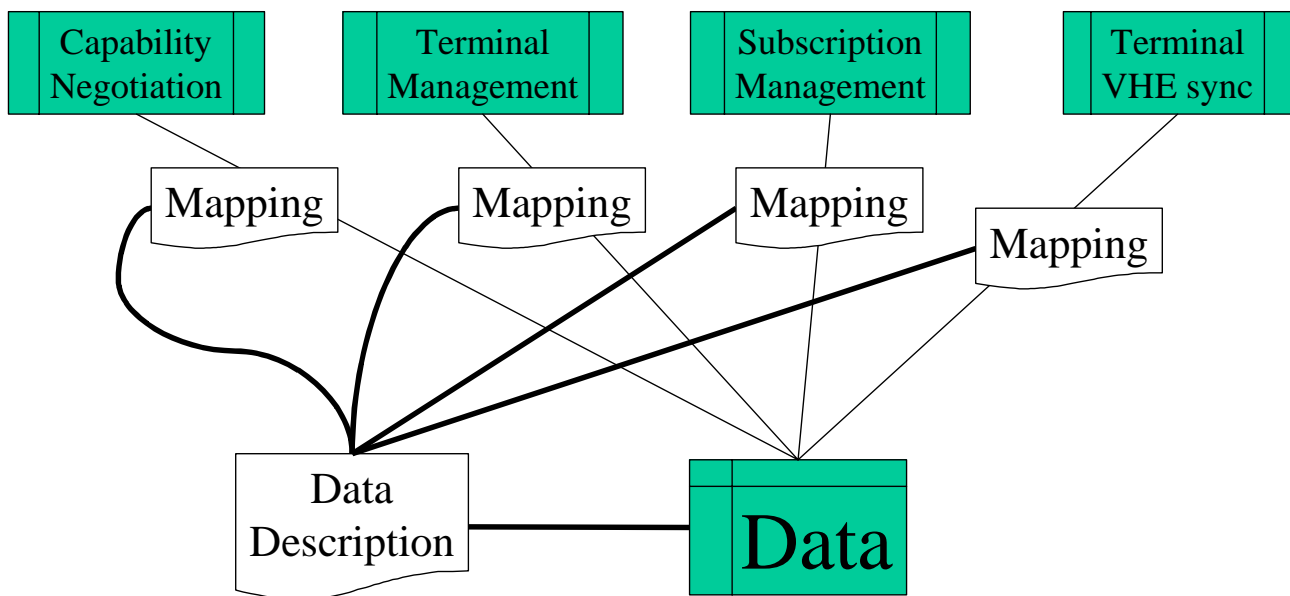 Capability
Negotiation
Terminal
Management
Subscription
Management
Terminal
VHE sync
Mapping
Mapping
Mapping
Mapping
Data
Description
Data